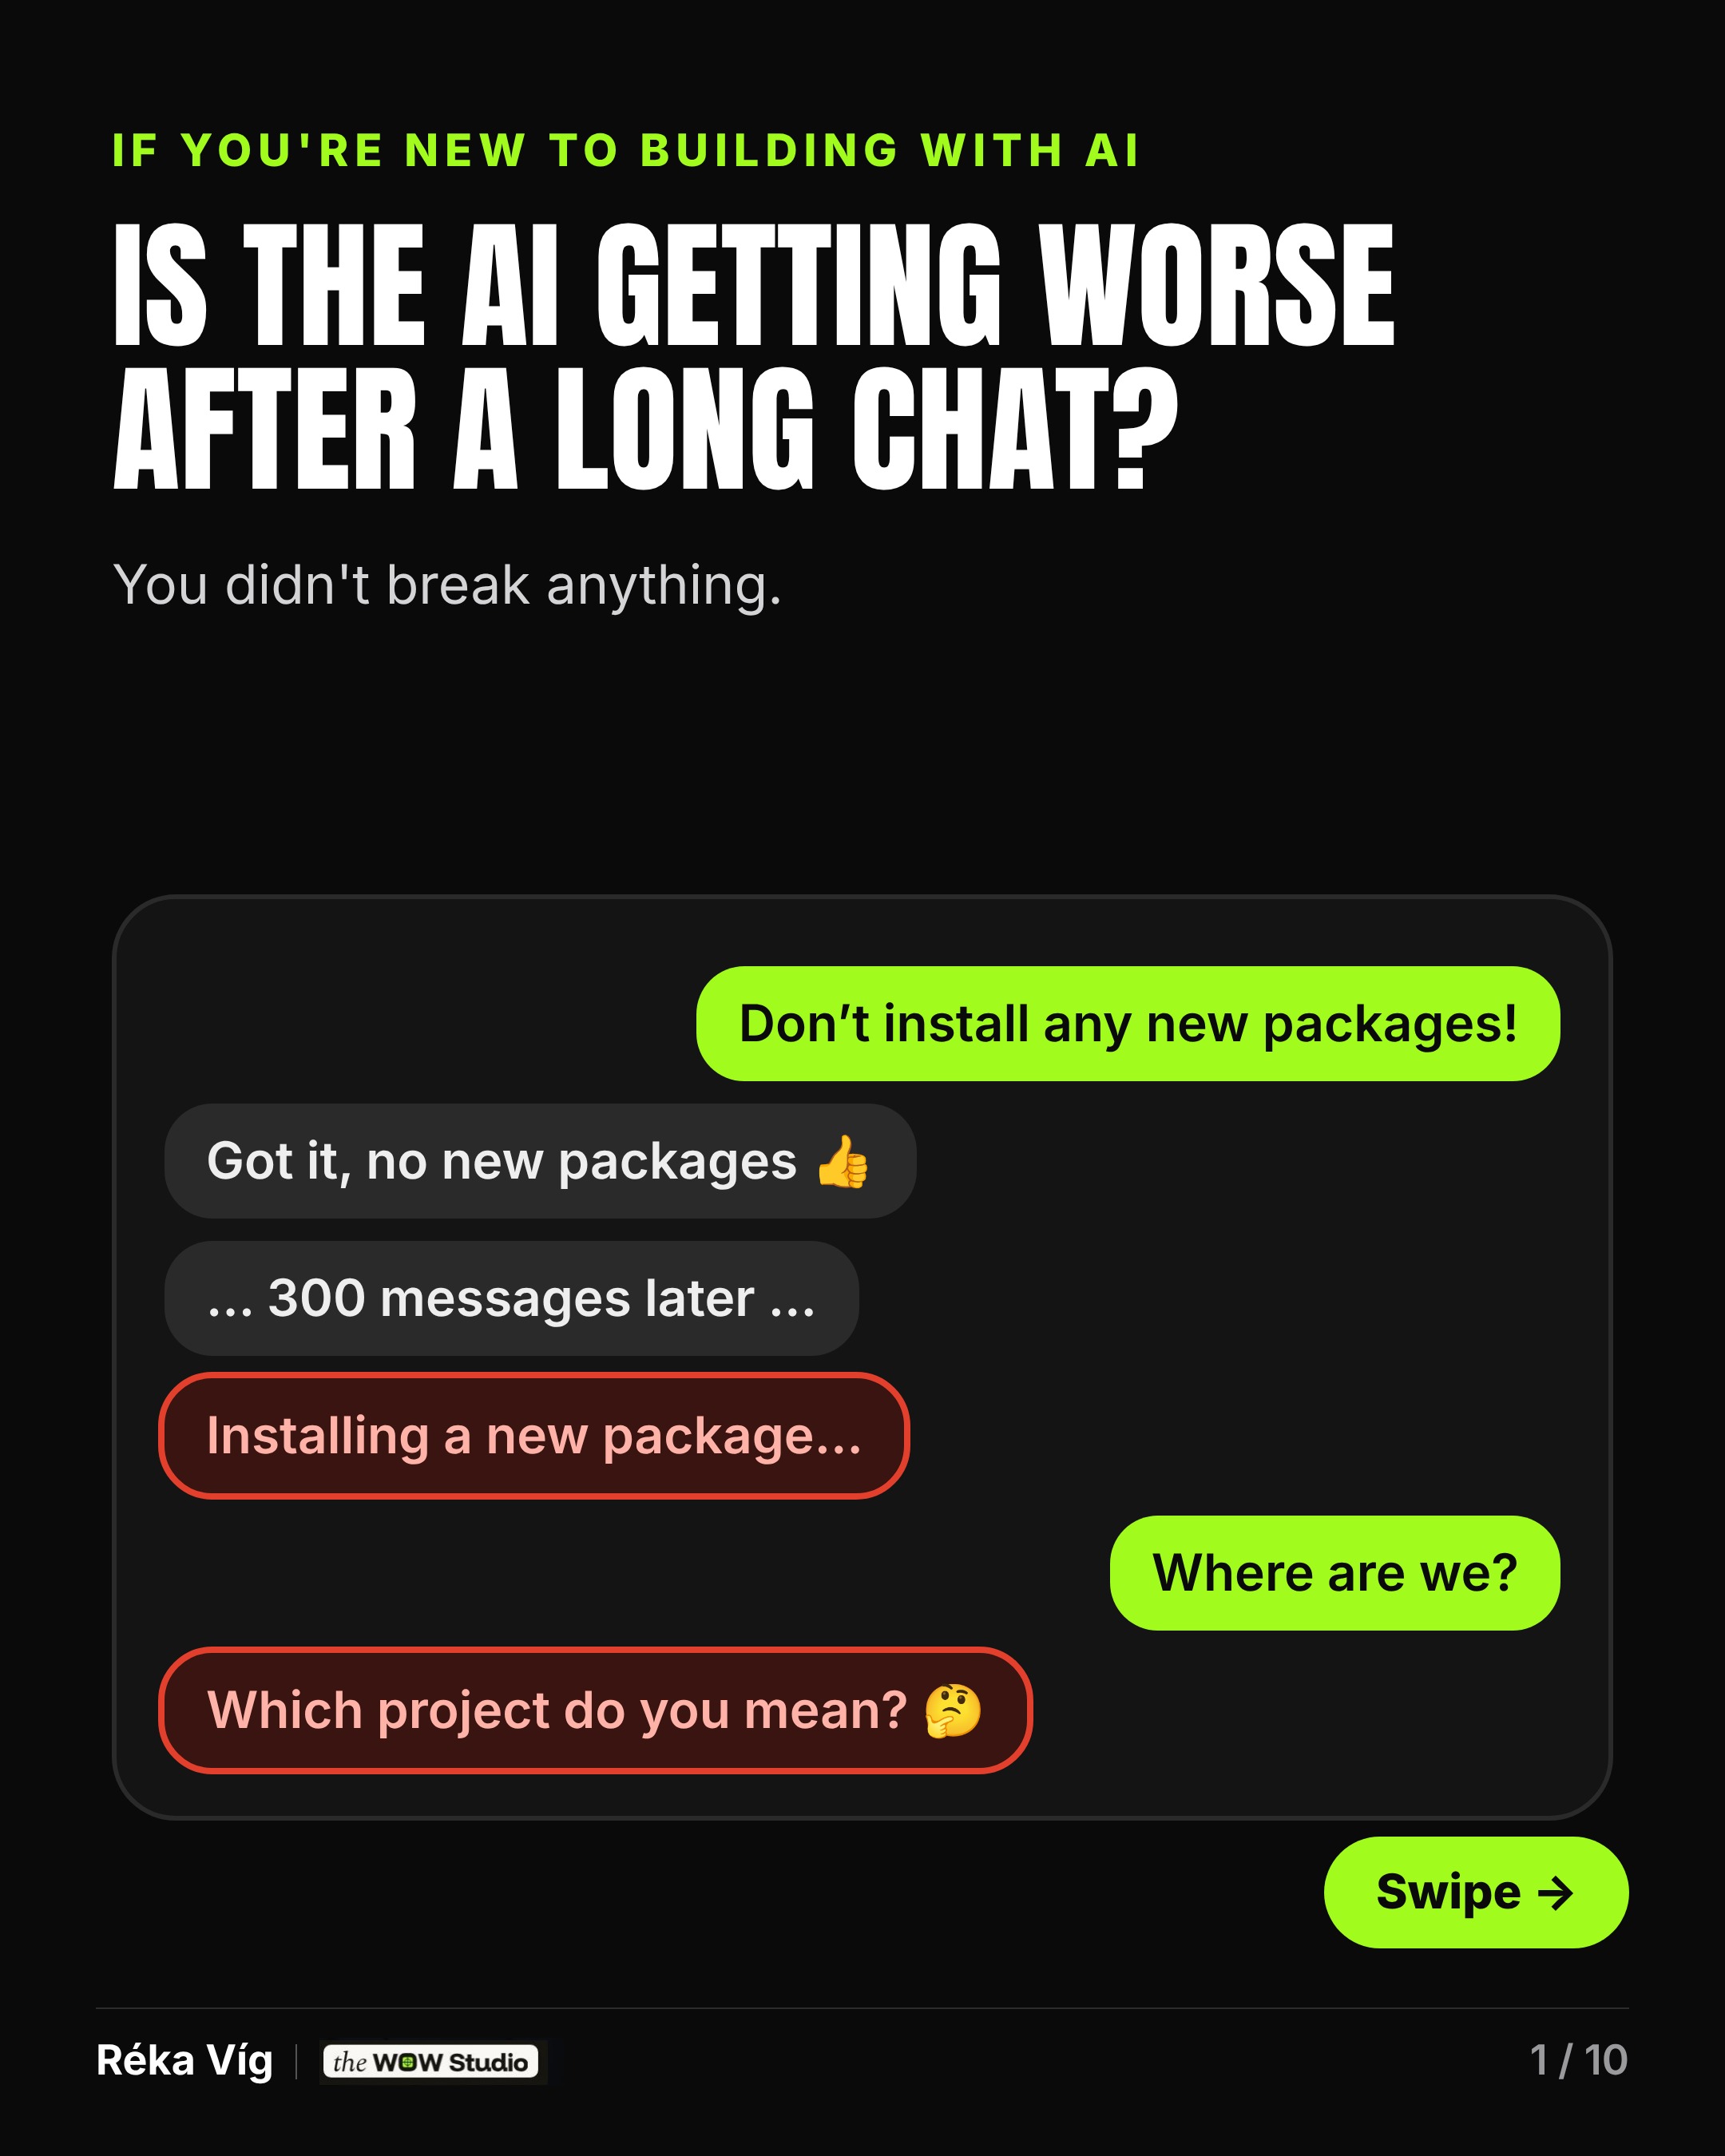 IF YOU'RE NEW TO BUILDING WITH AI
IS THE AI GETTING WORSE
AFTER A LONG CHAT?
You didn't break anything.
Don’t install any new packages!
Got it, no new packages 👍
... 300 messages later ...
Installing a new package...
Where are we?
Which project do you mean? 🤔
Swipe →
Réka Víg
the WOW Studio
1 / 10